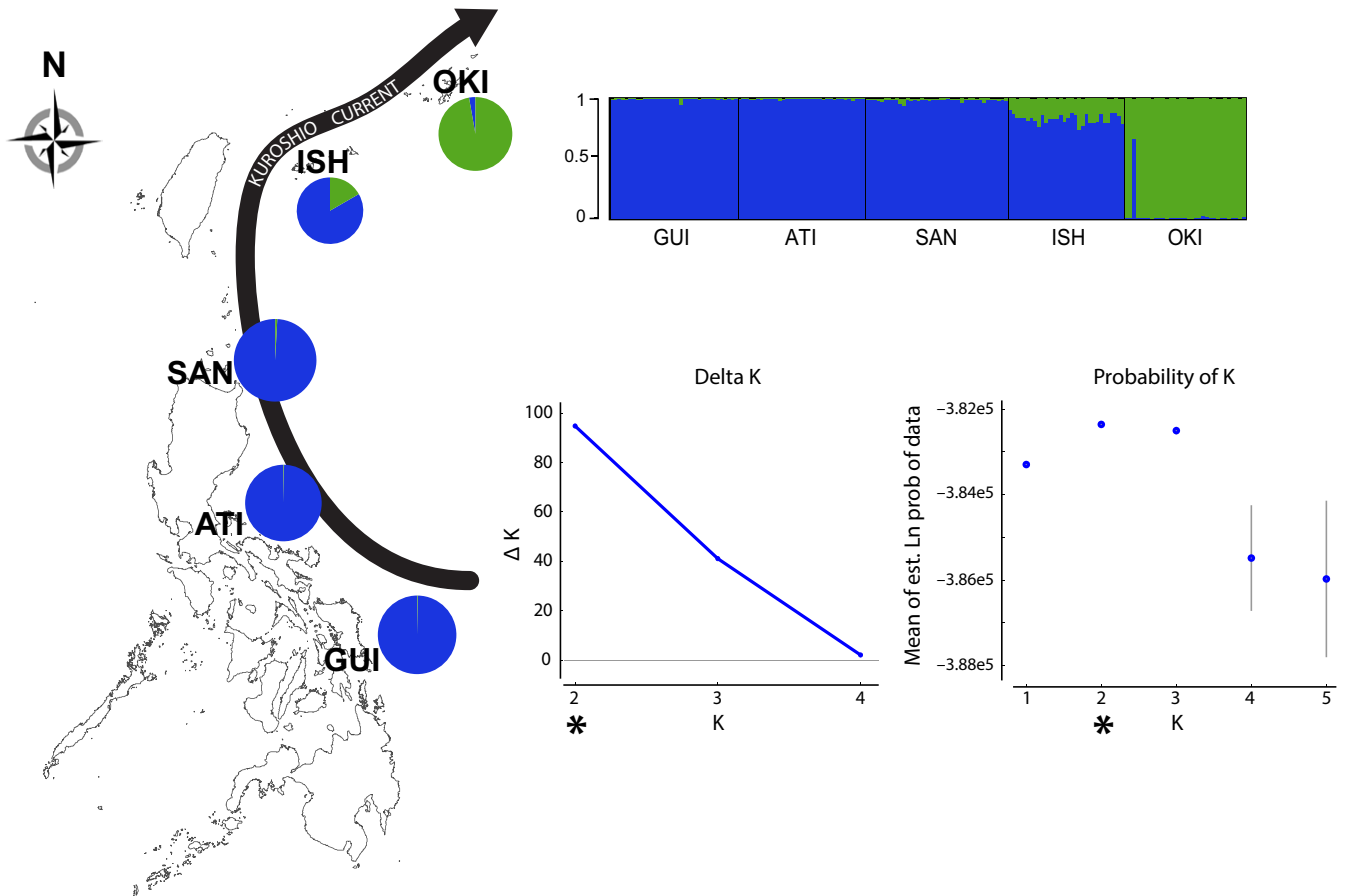 N
KUROSHIO CURRENT
OKI
ISH
SAN
ATI
GUI
1
0.5
0
GUI ATI SAN ISH OKI
Delta K
100
80
60
40
20
0
Δ K
2 3 4
* K
Probability of K
−3.82e5
−3.84e5
−3.86e5
−3.88e5
Mean of est. Ln prob of data
1 2 3 4 5
* K